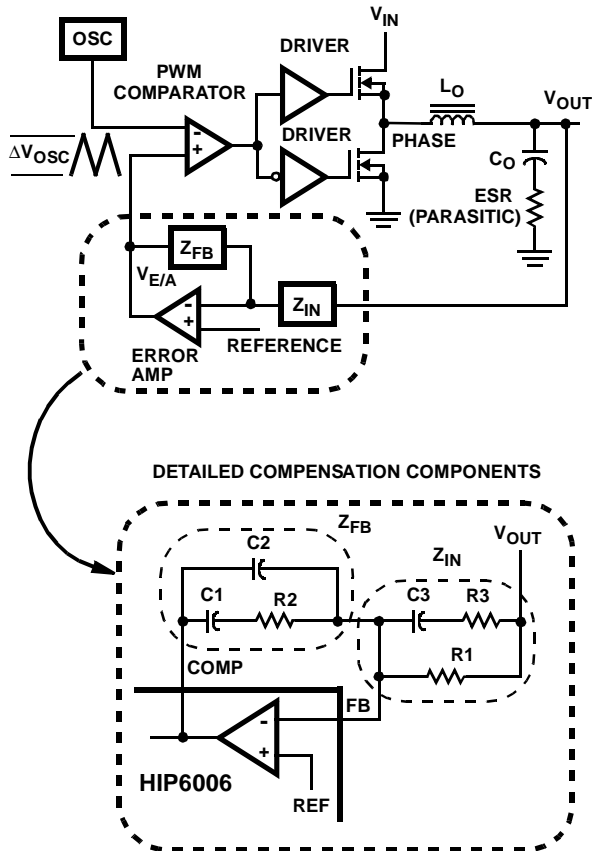 V_IN
OSC
DRIVER
PWM
COMPARATOR
L_O
V_OUT
-
+
DRIVER
PHASE
ΔV_OSC
C_O
ESR
(PARASITIC)
Z_FB
V_E/A
-
+
Z_IN
REFERENCE
ERROR
AMP
DETAILED COMPENSATION COMPONENTS
Z_FB
C2
Z_IN
V_OUT
C1
R2
C3
R3
COMP
R1
FB
-
+
HIP6006
REF